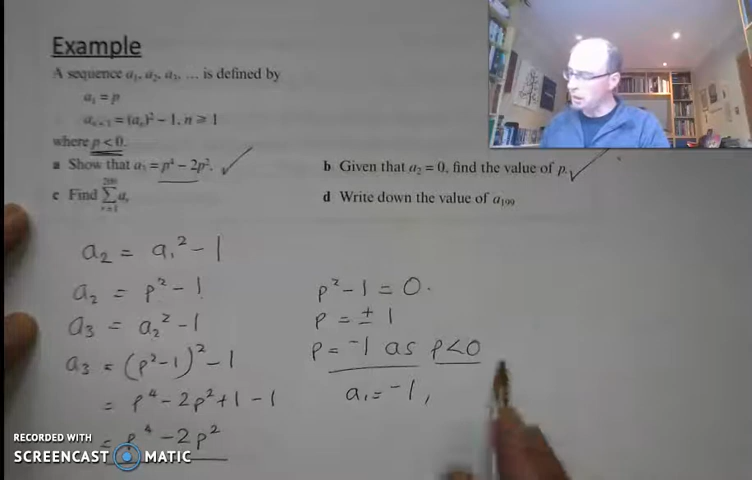 Example
A sequence a₁, a₂, a₃, ... is defined by
a₁ = p
aₙ₊₁ = (aₙ)² − 1, n ⩾ 1
where p < 0.
a Show that a₃ = p⁴ − 2p².
b Given that a₂ = 0, find the value of p.
c Find ∑ aᵣ
200
r=1
d Write down the value of a₁₉₉
a₂ = a₁² − 1
a₂ = p² − 1
a₃ = a₂² − 1
a₃ = (p² − 1)² − 1
= p⁴ − 2p² + 1 − 1
= p⁴ − 2p²
p² − 1 = 0.
p = ± 1
p = −1 as p < 0
a₁ = −1,
RECORDED WITH
SCREENCAST MATIC